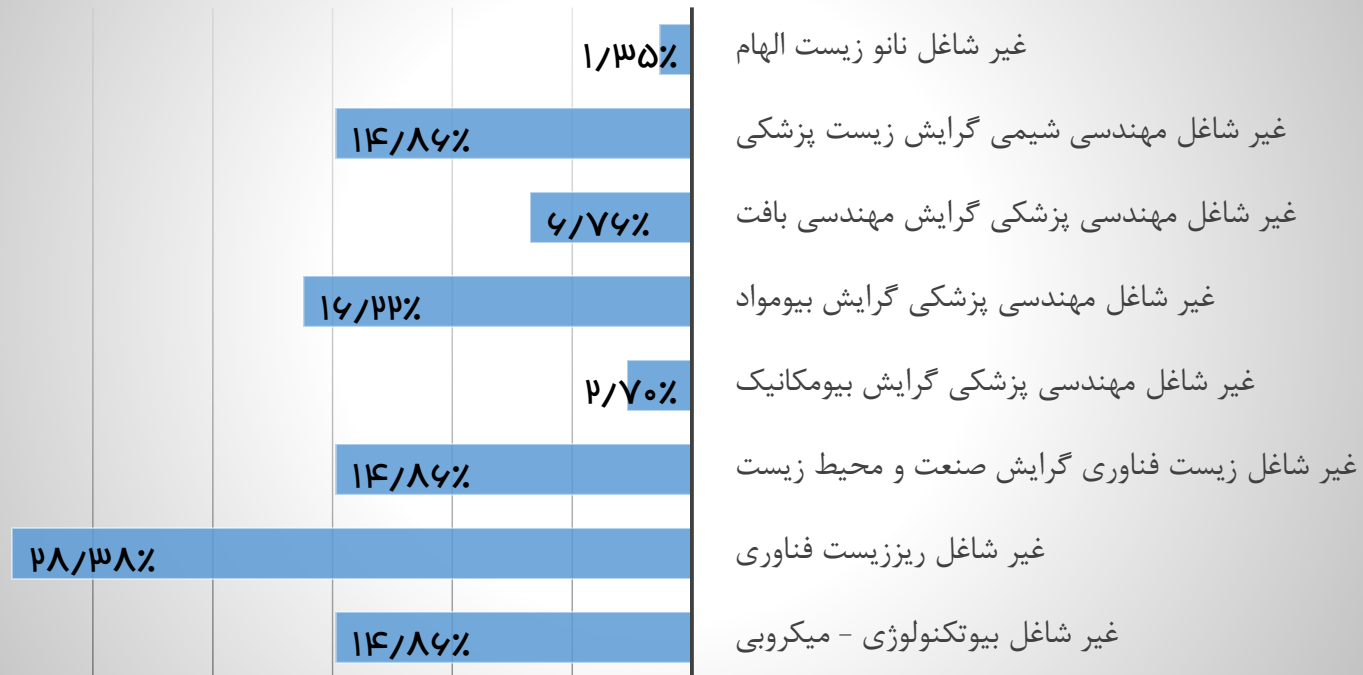 غیر شاغل نانو زیست الهام
۱/۳۵٪
غیر شاغل مهندسی شیمی گرایش زیست پزشکی
۱۴/۸۶٪
غیر شاغل مهندسی پزشکی گرایش مهندسی بافت
۶/۷۶٪
غیر شاغل مهندسی پزشکی گرایش بیومواد
۱۶/۲۲٪
غیر شاغل مهندسی پزشکی گرایش بیومکانیک
۲/۷۰٪
غیر شاغل زیست فناوری گرایش صنعت و محیط زیست
۱۴/۸۶٪
غیر شاغل ریززیست فناوری
۲۸/۳۸٪
غیر شاغل بیوتکنولوژی - میکروبی
۱۴/۸۶٪